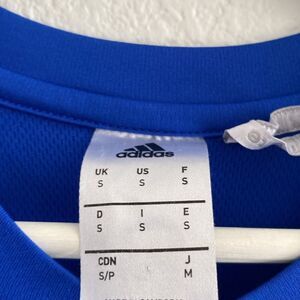 adidas
UK US F
S S S
D I E
S S S
CDN J
S/P M